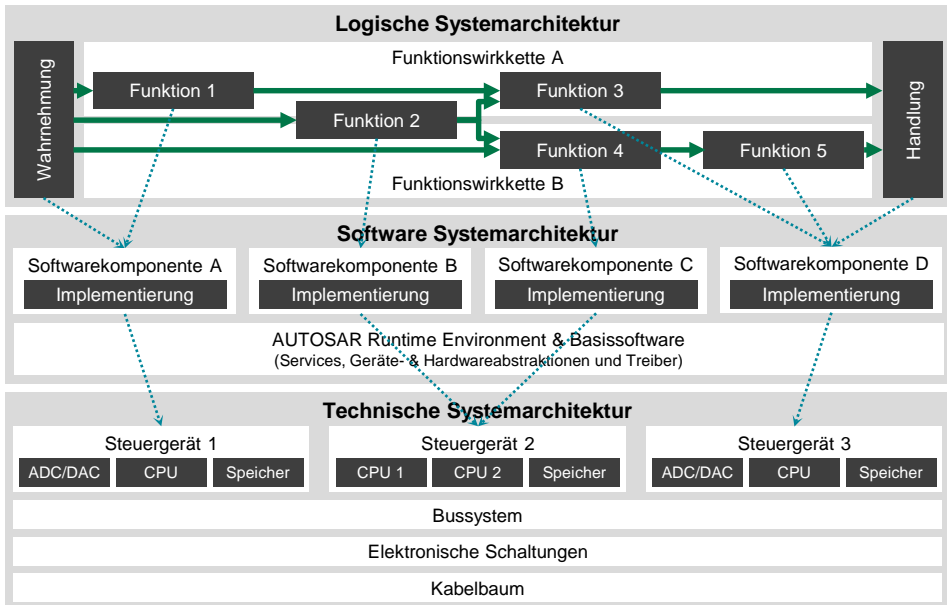 Logische Systemarchitektur
Funktionswirkkette A
Wahrnehmung
Funktion 1
Funktion 3
Funktion 2
Handlung
Funktion 4
Funktion 5
Funktionswirkkette B
Software Systemarchitektur
Softwarekomponente A
Implementierung
Softwarekomponente B
Implementierung
Softwarekomponente C
Implementierung
Softwarekomponente D
Implementierung
AUTOSAR Runtime Environment & Basissoftware
(Services, Geräte- & Hardwareabstraktionen und Treiber)
Technische Systemarchitektur
Steuergerät 1
ADC/DAC CPU Speicher
Steuergerät 2
CPU 1 CPU 2 Speicher
Steuergerät 3
ADC/DAC CPU Speicher
Bussystem
Elektronische Schaltungen
Kabelbaum